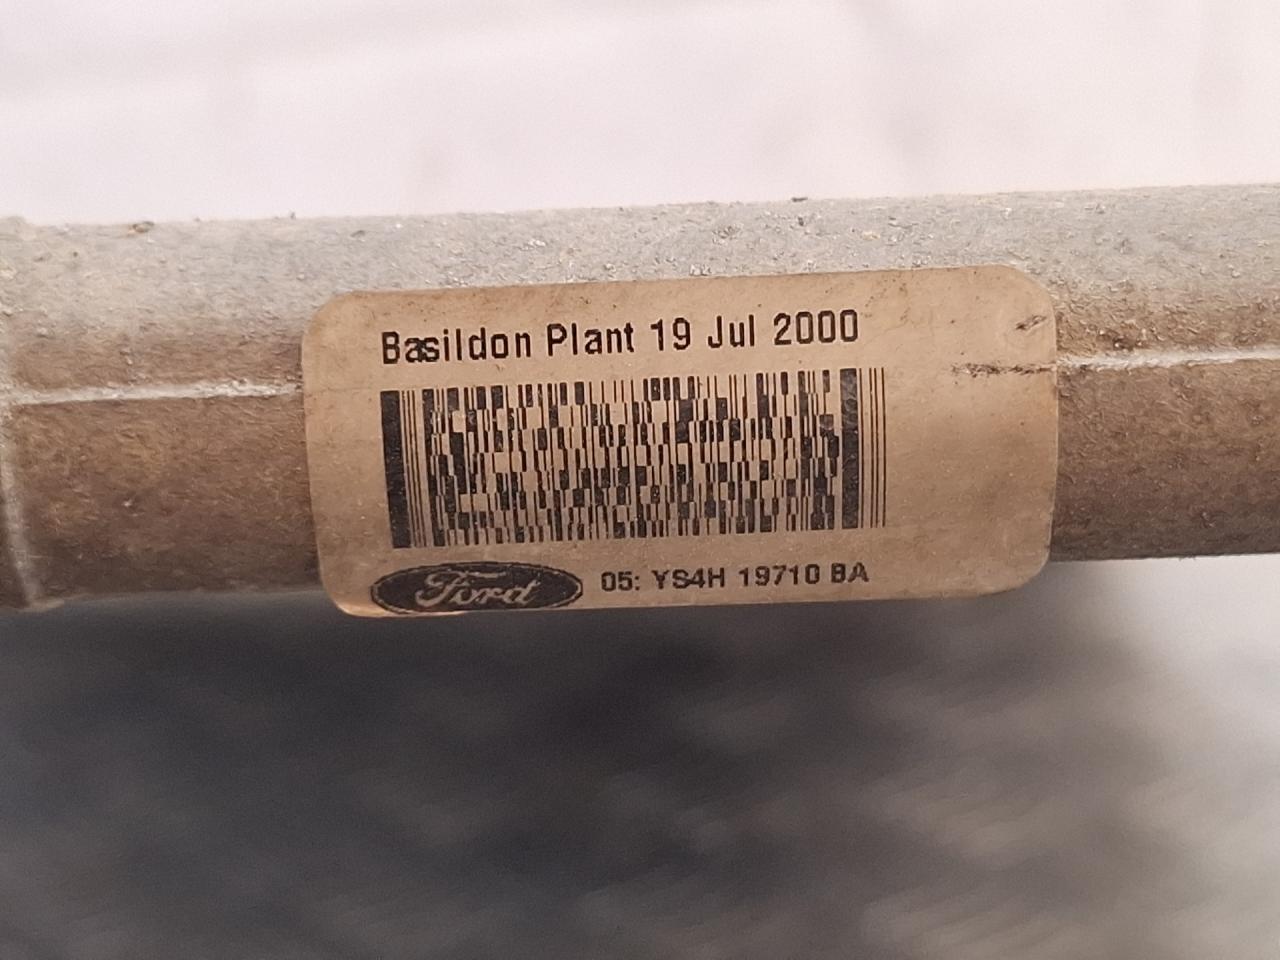 Basildon Plant 19 Jul 2000
Ford 05: YS4H 19710 BA